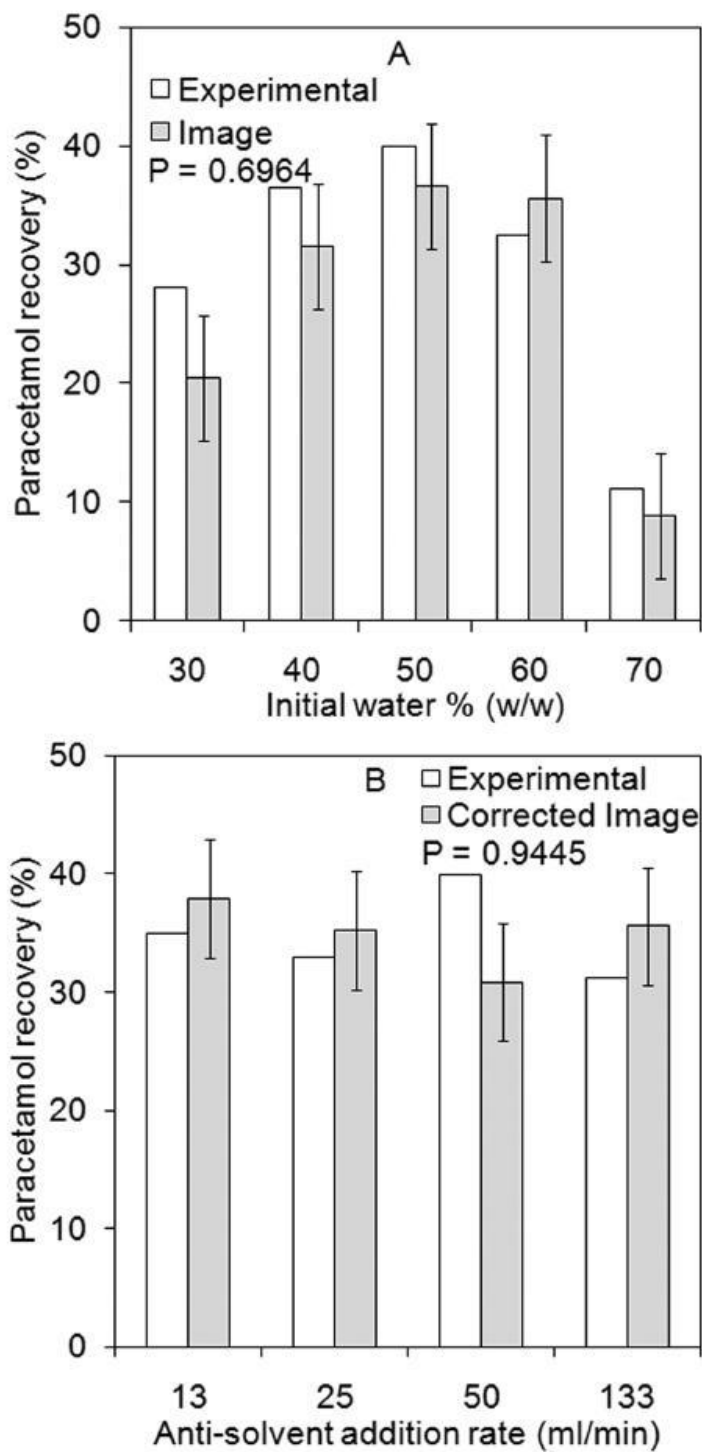 50
A
Experimental
Image
P = 0.6964
40
30
20
10
0
Paracetamol recovery (%)
30 40 50 60 70
Initial water % (w/w)
50
B
Experimental
Corrected Image
P = 0.9445
40
30
20
10
0
Paracetamol recovery (%)
13 25 50 133
Anti-solvent addition rate (ml/min)